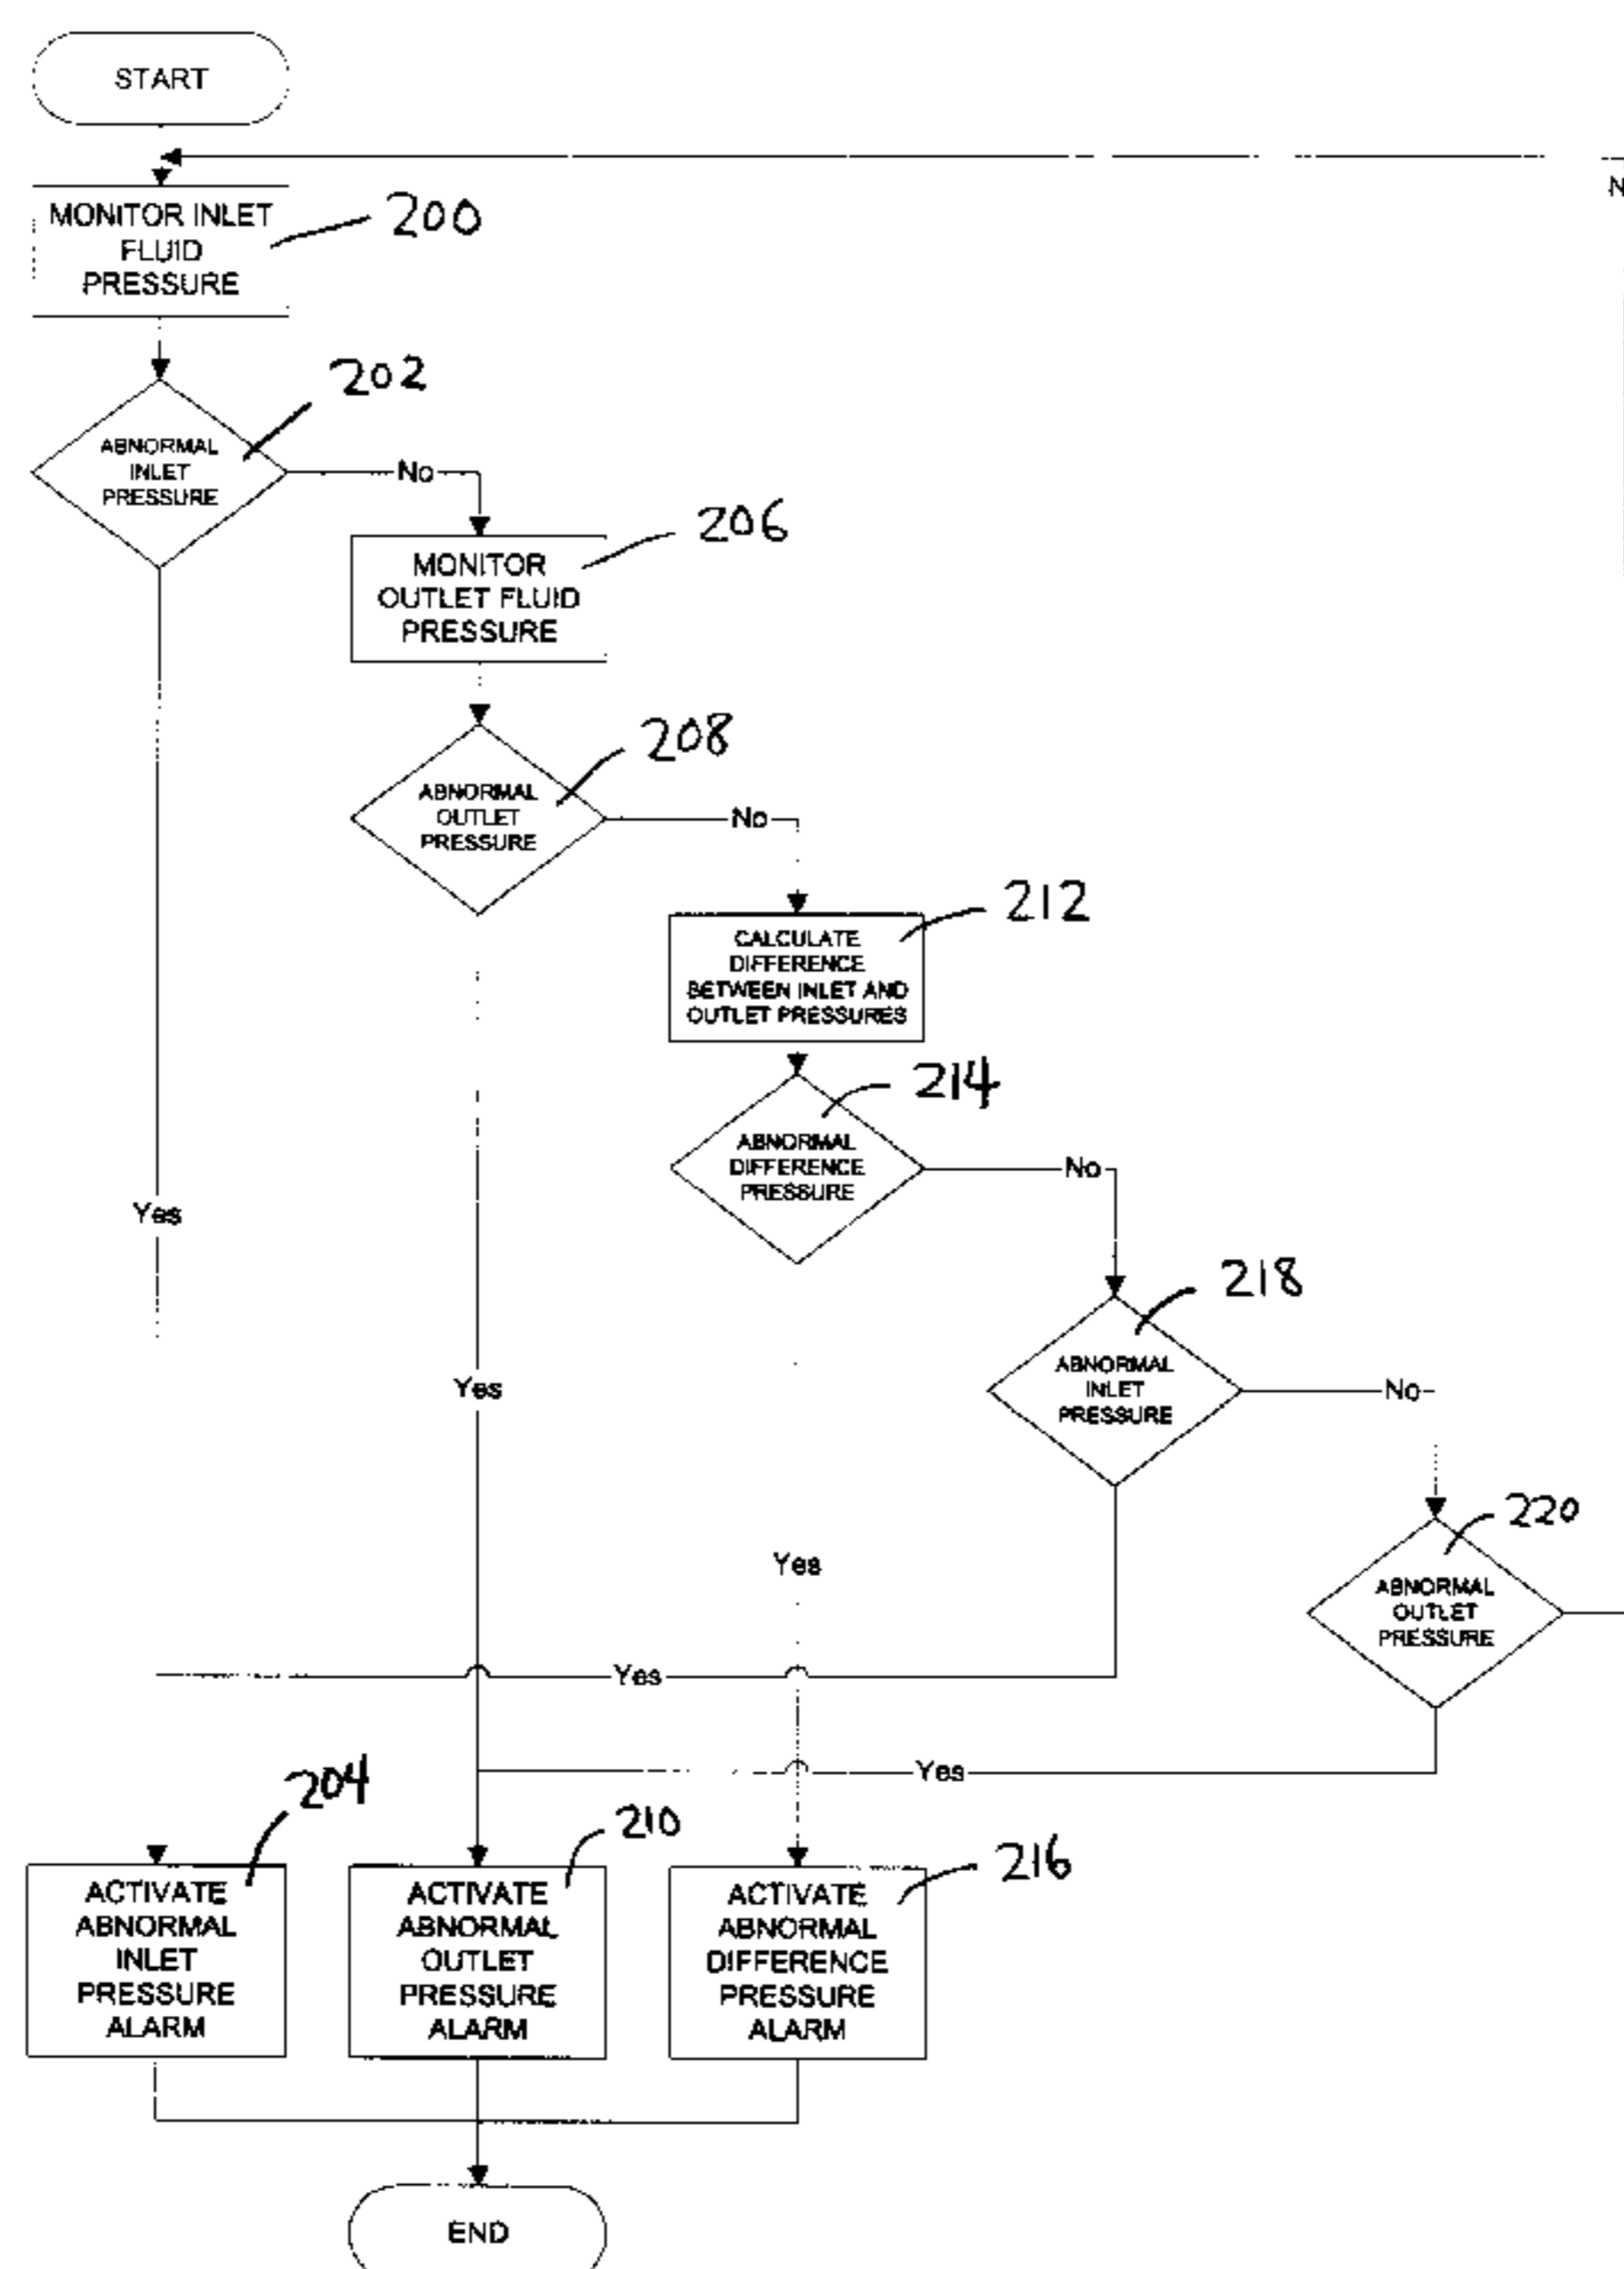 START
N
MONITOR INLET
FLUID
PRESSURE
200
202
ABNORMAL
INLET
PRESSURE
No
206
MONITOR
OUTLET FLUID
PRESSURE
208
ABNORMAL
OUTLET
PRESSURE
No
212
CALCULATE
DIFFERENCE
BETWEEN INLET AND
OUTLET PRESSURES
214
ABNORMAL
DIFFERENCE
PRESSURE
No
Yes
218
ABNORMAL
INLET
PRESSURE
No
Yes
220
ABNORMAL
OUTLET
PRESSURE
Yes
Yes
Yes
204
ACTIVATE
ABNORMAL
INLET
PRESSURE
ALARM
210
ACTIVATE
ABNORMAL
OUTLET
PRESSURE
ALARM
216
ACTIVATE
ABNORMAL
DIFFERENCE
PRESSURE
ALARM
END